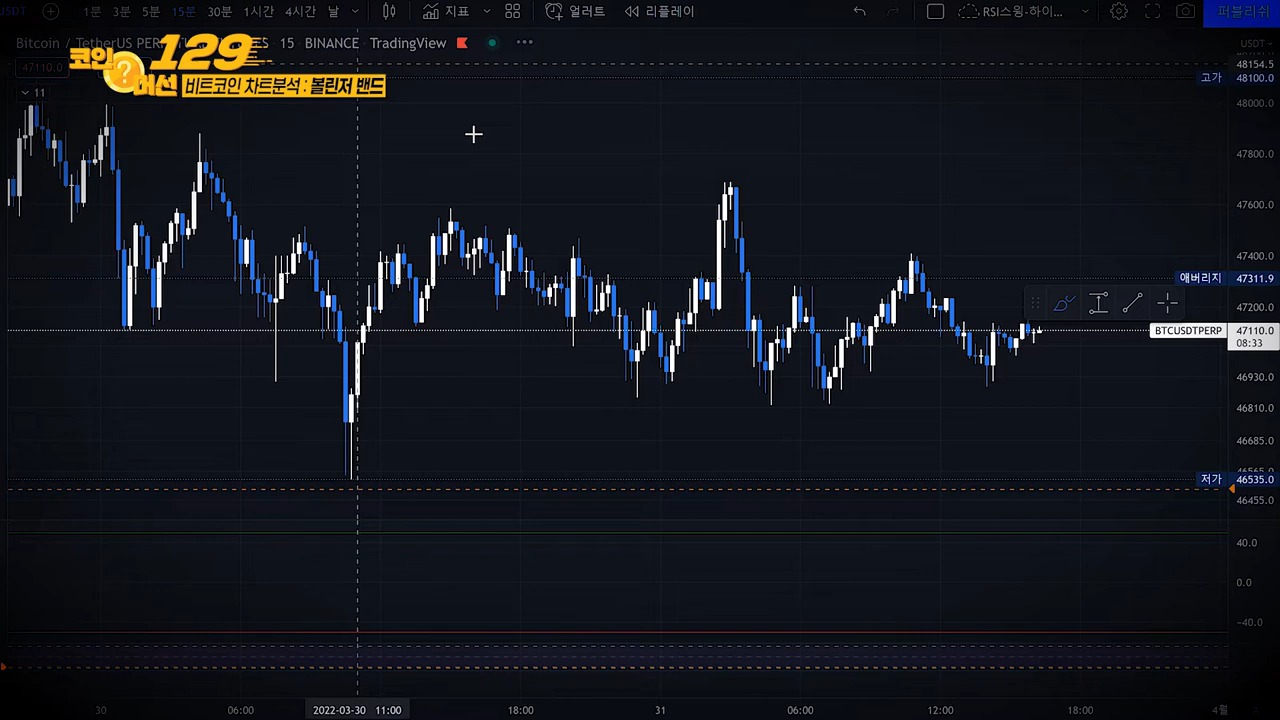 USDT 1분 3분 5분 15분 30분 1시간 4시간 날 지표 얼러트 리플레이 RSI스윙-하이... 퍼블리쉬
Bitcoin / TetherUS 15 BINANCE TradingView
USDT
코인 129
머선
비트코인 차트분석 : 볼린저 밴드
47110.0
11
48154.5
고가 48100.0
48000.0
47800.0
47600.0
47400.0
애버리지 47311.9
47200.0
BTCUSDTPERP 47110.0
08:33
46930.0
46810.0
46685.0
46565.0
저가 46535.0
46455.0
40.0
0.0
−40.0
30 06:00 2022-03-30 11:00 18:00 31 06:00 12:00 18:00 4월